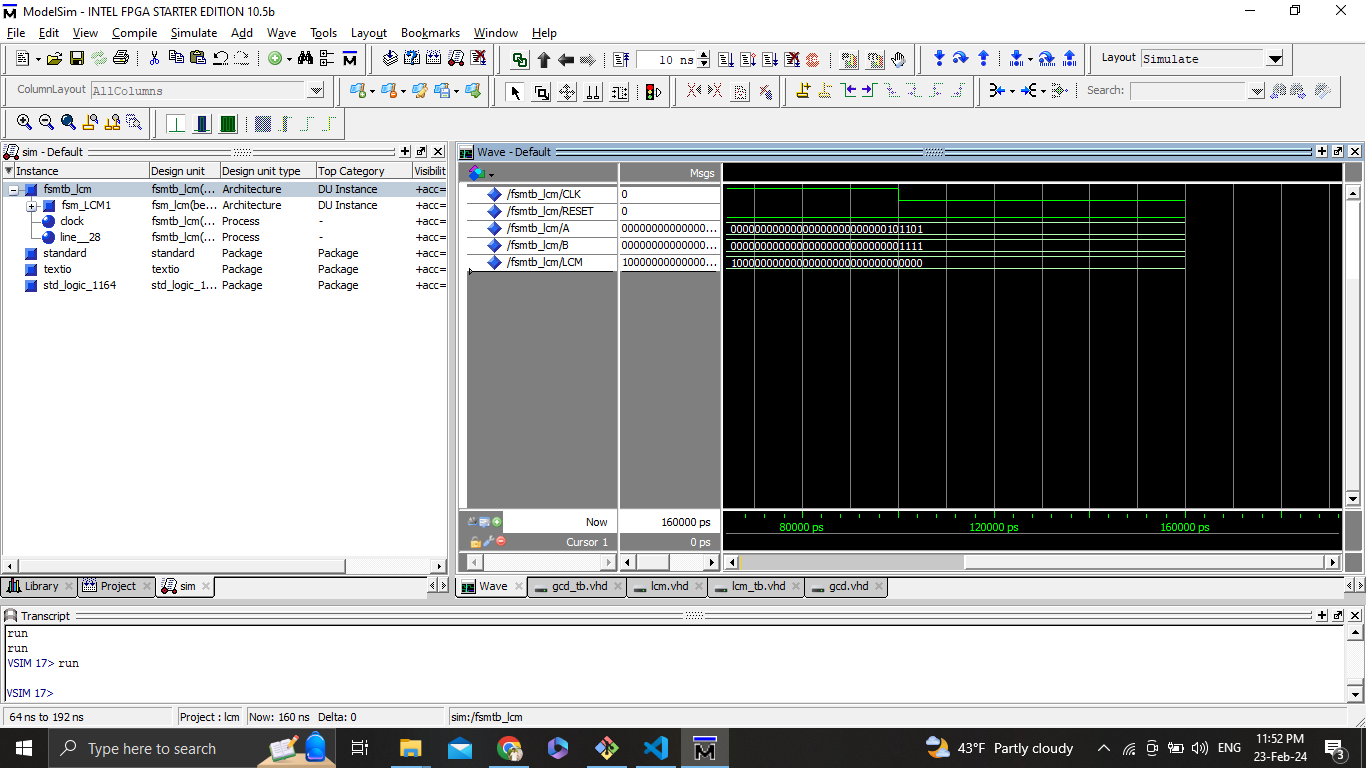 ModelSim - INTEL FPGA STARTER EDITION 10.5b
File Edit View Compile Simulate Add Wave Tools Layout Bookmarks Window Help
10 ns
Layout Simulate
ColumnLayout AllColumns
Search:
sim - Default
Instance Design unit Design unit type Top Category Visibilit
fsmtb_lcm fsmtb_lcm(... Architecture DU Instance +acc=
fsm_LCM1 fsm_lcm(be... Architecture DU Instance +acc=
clock fsmtb_lcm(... Process - +acc=
line__28 fsmtb_lcm(... Process - +acc=
standard standard Package Package +acc=
textio textio Package Package +acc=
std_logic_1164 std_logic_1... Package Package +acc=
Wave - Default
Msgs
/fsmtb_lcm/CLK 0
/fsmtb_lcm/RESET 0
/fsmtb_lcm/A 00000000000000... 00000000000000000000000000101101
/fsmtb_lcm/B 00000000000000... 00000000000000000000000000001111
/fsmtb_lcm/LCM 10000000000000... 10000000000000000000000000000000
Now 160000 ps
80000 ps 120000 ps 160000 ps
Cursor 1 0 ps
Library Project sim
Wave gcd_tb.vhd lcm.vhd lcm_tb.vhd gcd.vhd
Transcript
run
run
VSIM 17> run
VSIM 17>
64 ns to 192 ns Project : lcm Now: 160 ns Delta: 0 sim:/fsmtb_lcm
Type here to search
43°F Partly cloudy
ENG
11:52 PM
23-Feb-24
3